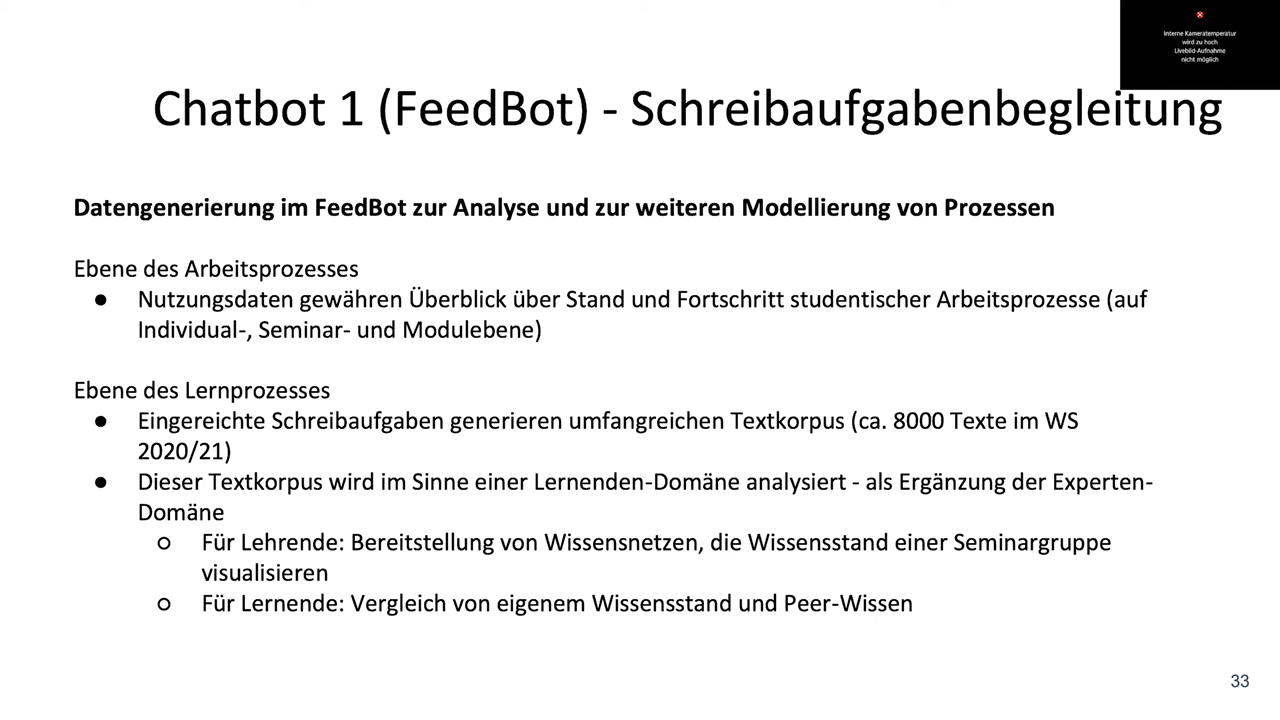 Interne Kameratemperatur
wird zu hoch
Livebild-Aufnahme
nicht möglich
Chatbot 1 (FeedBot) - Schreibaufgabenbegleitung
Datengenerierung im FeedBot zur Analyse und zur weiteren Modellierung von Prozessen
Ebene des Arbeitsprozesses
● Nutzungsdaten gewähren Überblick über Stand und Fortschritt studentischer Arbeitsprozesse (auf
Individual-, Seminar- und Modulebene)
Ebene des Lernprozesses
● Eingereichte Schreibaufgaben generieren umfangreichen Textkorpus (ca. 8000 Texte im WS
2020/21)
● Dieser Textkorpus wird im Sinne einer Lernenden-Domäne analysiert - als Ergänzung der Experten-
Domäne
○ Für Lehrende: Bereitstellung von Wissensnetzen, die Wissensstand einer Seminargruppe
visualisieren
○ Für Lernende: Vergleich von eigenem Wissensstand und Peer-Wissen
33